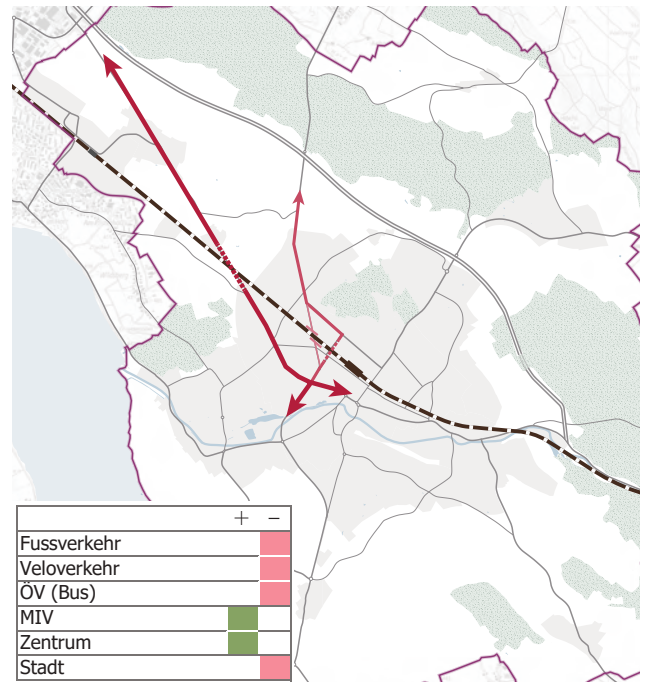 + −
Fussverkehr
Veloverkehr
ÖV (Bus)
MIV
Zentrum
Stadt